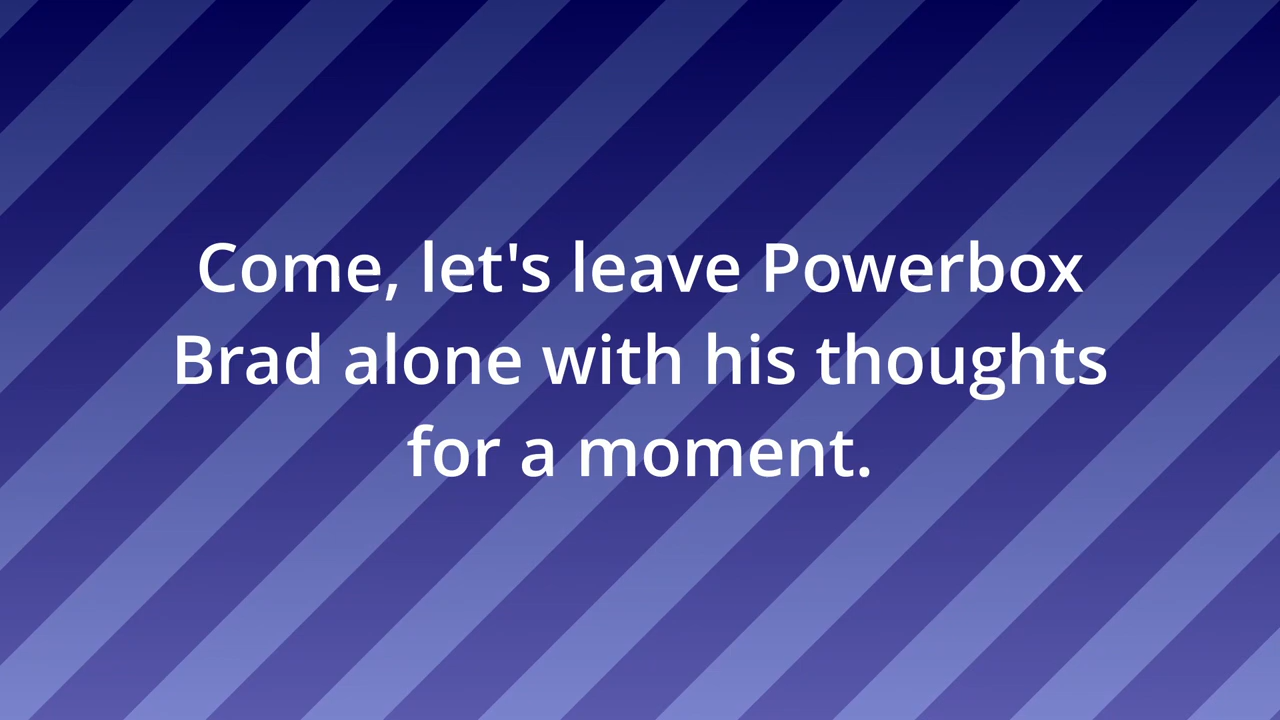 Come, let's leave Powerbox
Brad alone with his thoughts
for a moment.